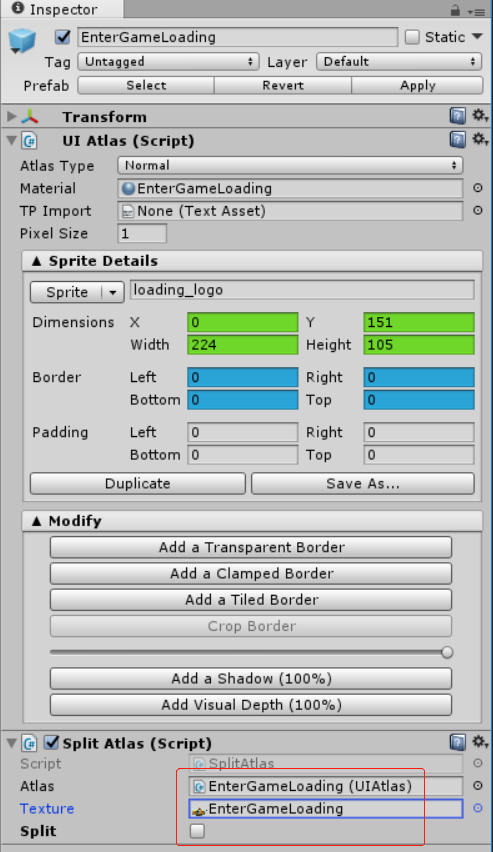 Inspector
EnterGameLoading Static
Tag Untagged Layer Default
Prefab Select Revert Apply
Transform
UI Atlas (Script)
Atlas Type Normal
Material EnterGameLoading
TP Import None (Text Asset)
Pixel Size 1
Sprite Details
Sprite loading_logo
Dimensions X 0 Y 151
Width 224 Height 105
Border Left 0 Right 0
Bottom 0 Top 0
Padding Left 0 Right 0
Bottom 0 Top 0
Duplicate Save As...
Modify
Add a Transparent Border
Add a Clamped Border
Add a Tiled Border
Crop Border
Add a Shadow (100%)
Add Visual Depth (100%)
Split Atlas (Script)
Script SplitAtlas
Atlas EnterGameLoading (UIAtlas)
Texture EnterGameLoading
Split